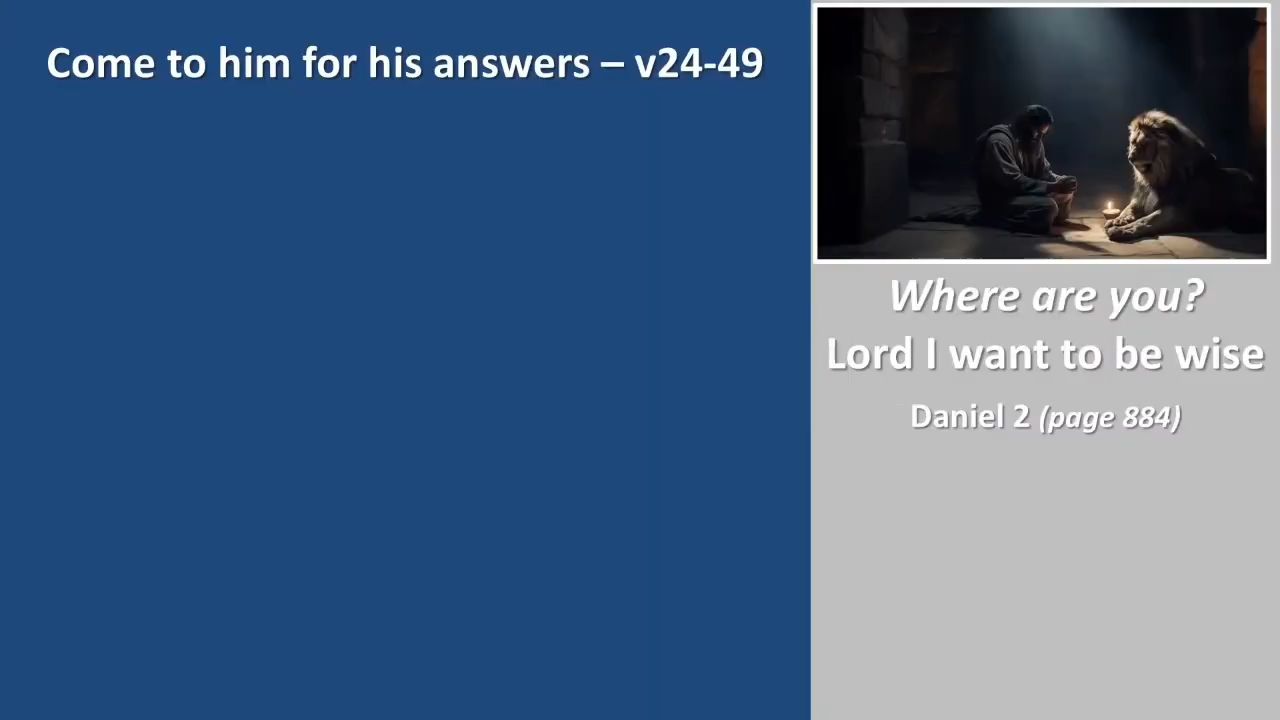 Come to him for his answers – v24-49
Where are you?
Lord I want to be wise
Daniel 2 (page 884)